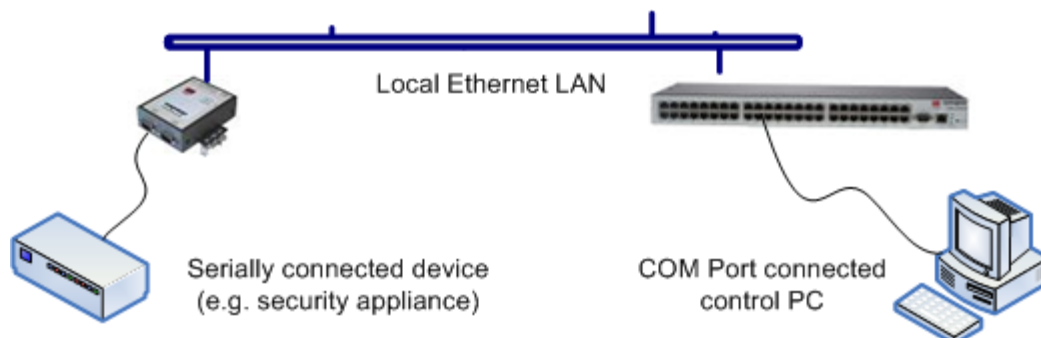 Local Ethernet LAN
Serially connected device
(e.g. security appliance)
COM Port connected
control PC